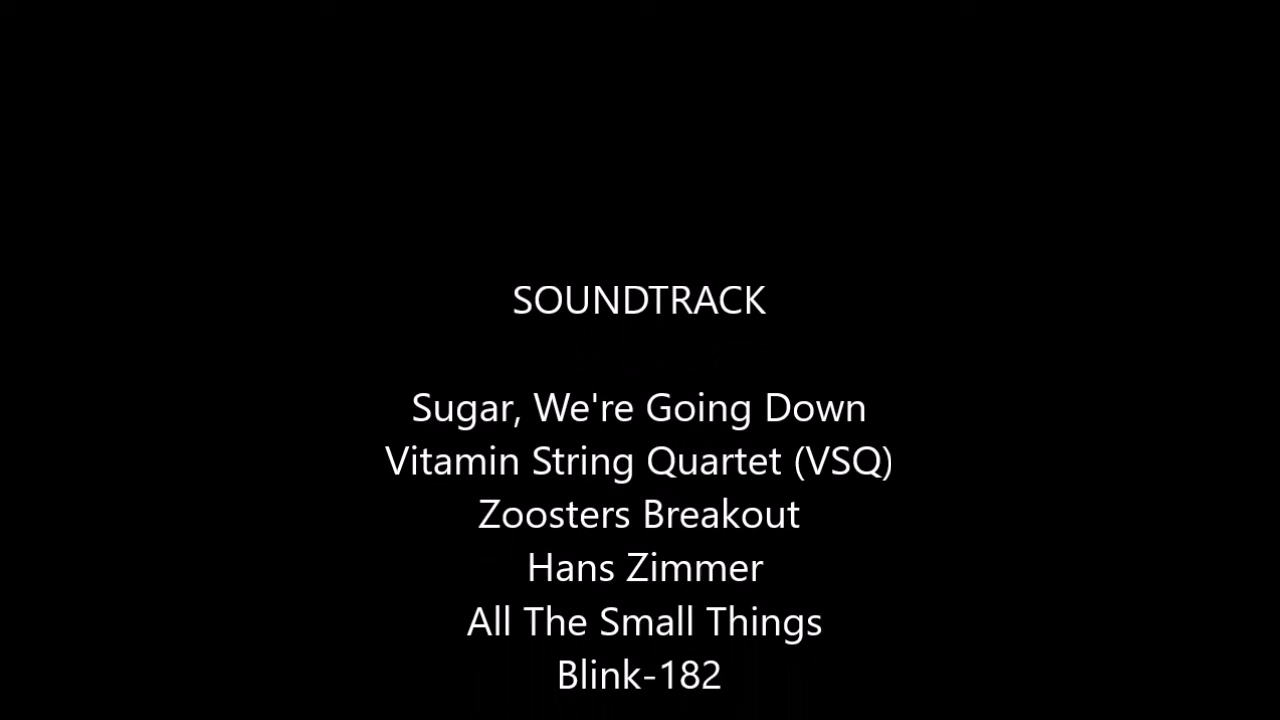 SOUNDTRACK
Sugar, We're Going Down
Vitamin String Quartet (VSQ)
Zoosters Breakout
Hans Zimmer
All The Small Things
Blink-182